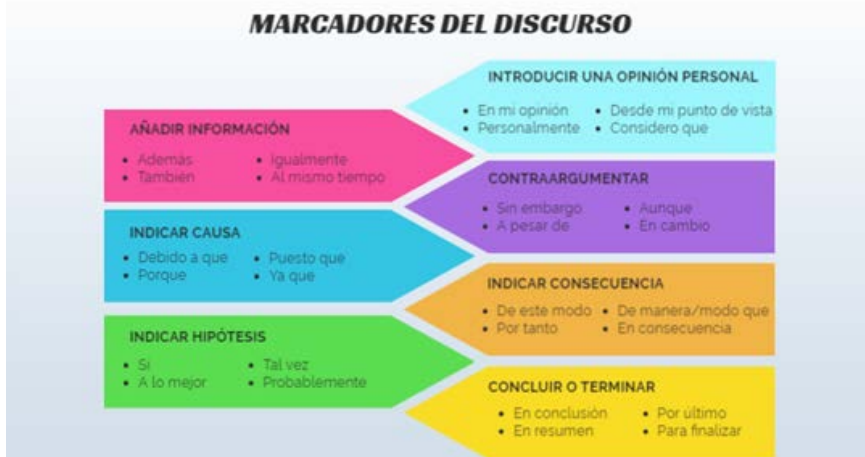 MARCADORES DEL DISCURSO
INTRODUCIR UNA OPINIÓN PERSONAL
En mi opinión
Desde mi punto de vista
Personalmente
Considero que
AÑADIR INFORMACIÓN
Además
Igualmente
También
Al mismo tiempo
CONTRAARGUMENTAR
Sin embargo
Aunque
A pesar de
En cambio
INDICAR CAUSA
Debido a que
Puesto que
Porque
Ya que
INDICAR CONSECUENCIA
De este modo
De manera/modo que
Por tanto
En consecuencia
INDICAR HIPÓTESIS
Si
Tal vez
A lo mejor
Probablemente
CONCLUIR O TERMINAR
En conclusión
Por último
En resumen
Para finalizar